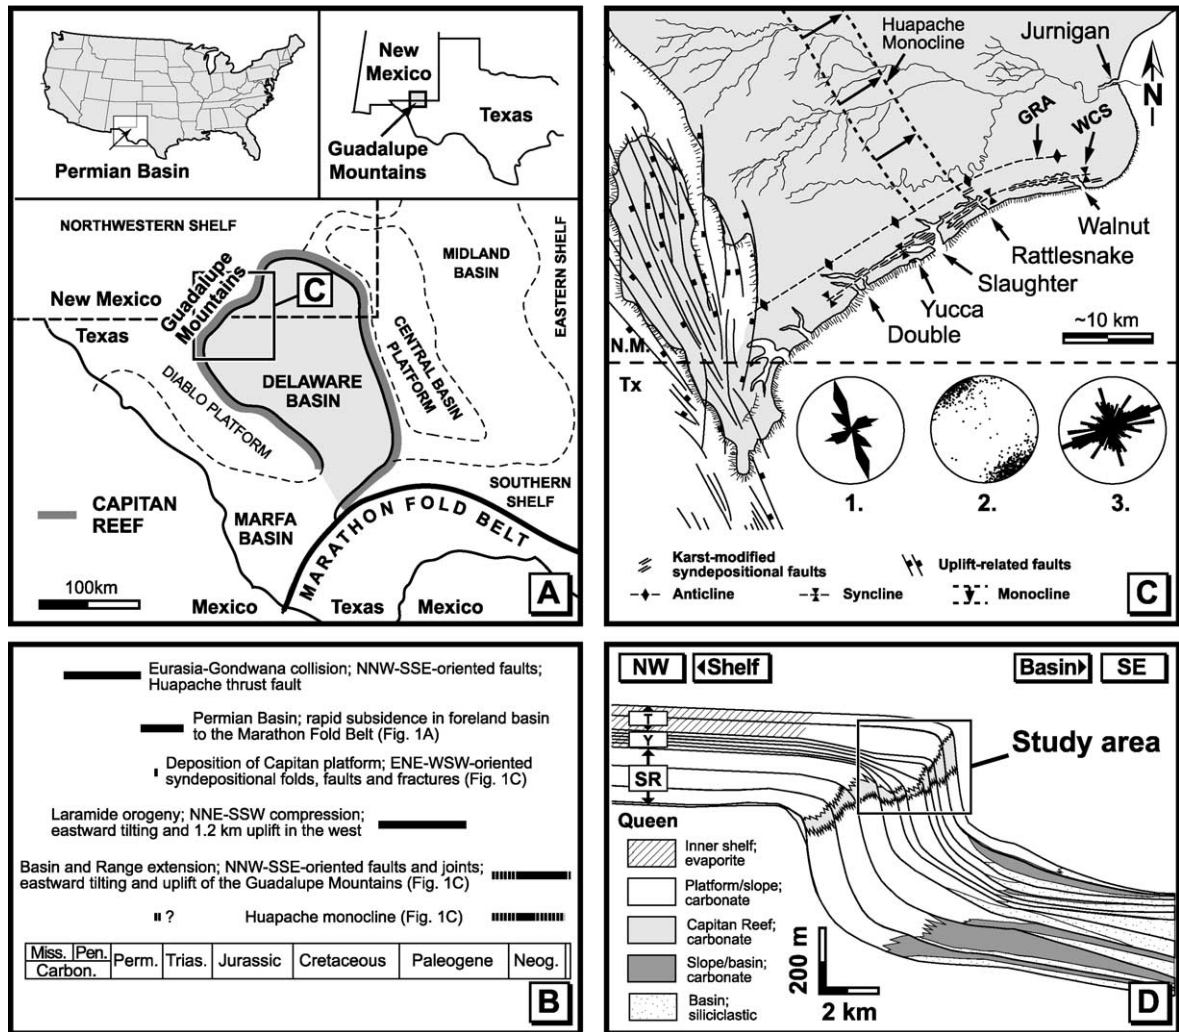 A
Permian Basin
New
Mexico
Texas
Guadalupe
Mountains
NORTHWESTERN SHELF
MIDLAND
BASIN
EASTERN SHELF
Guadalupe
Mountains
C
New Mexico
Texas
CENTRAL BASIN
PLATFORM
DELAWARE
BASIN
DIABLO PLATFORM
SOUTHERN
SHELF
CAPITAN
REEF
MARFA
BASIN
MARATHON FOLD BELT
100km
Mexico
Texas
Mexico
A
C
Huapache
Monocline
Jurnigan
N
GRA
WCS
Walnut
Rattlesnake
Slaughter
Yucca
Double
~10 km
N.M.
Tx
1.
2.
3.
Karst-modified
syndepositional faults
Uplift-related faults
Anticline
Syncline
Monocline
C
Eurasia-Gondwana collision; NNW-SSE-oriented faults;
Huapache thrust fault
Permian Basin; rapid subsidence in foreland basin
to the Marathon Fold Belt (Fig. 1A)
Deposition of Capitan platform; ENE-WSW-oriented
syndepositional folds, faults and fractures (Fig. 1C)
Laramide orogeny; NNE-SSW compression;
eastward tilting and 1.2 km uplift in the west
Basin and Range extension; NNW-SSE-oriented faults and joints;
eastward tilting and uplift of the Guadalupe Mountains (Fig. 1C)
? Huapache monocline (Fig. 1C)
Miss. Pen. Perm. Trias. Jurassic Cretaceous Paleogene Neog.
Carbon.
B
NW
Shelf
Basin
SE
T
Y
SR
Study area
Queen
Inner shelf;
evaporite
Platform/slope;
carbonate
Capitan Reef;
carbonate
Slope/basin;
carbonate
Basin;
siliciclastic
200 m
2 km
D